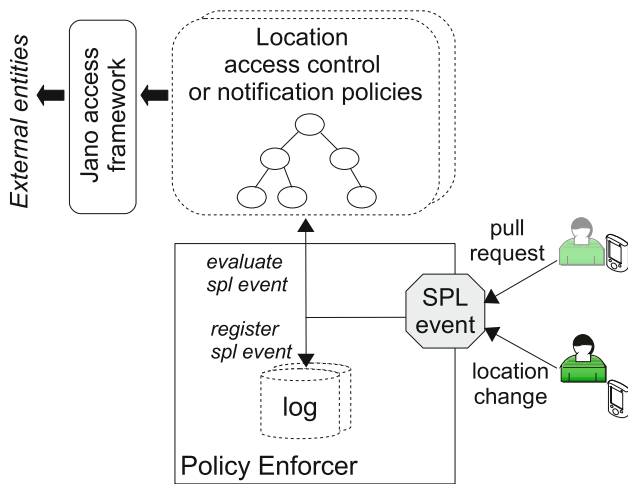 External entities
Jano access
framework
Location
access control
or notification policies
pull
request
evaluate
spl event
SPL
event
register
spl event
location
change
log
Policy Enforcer